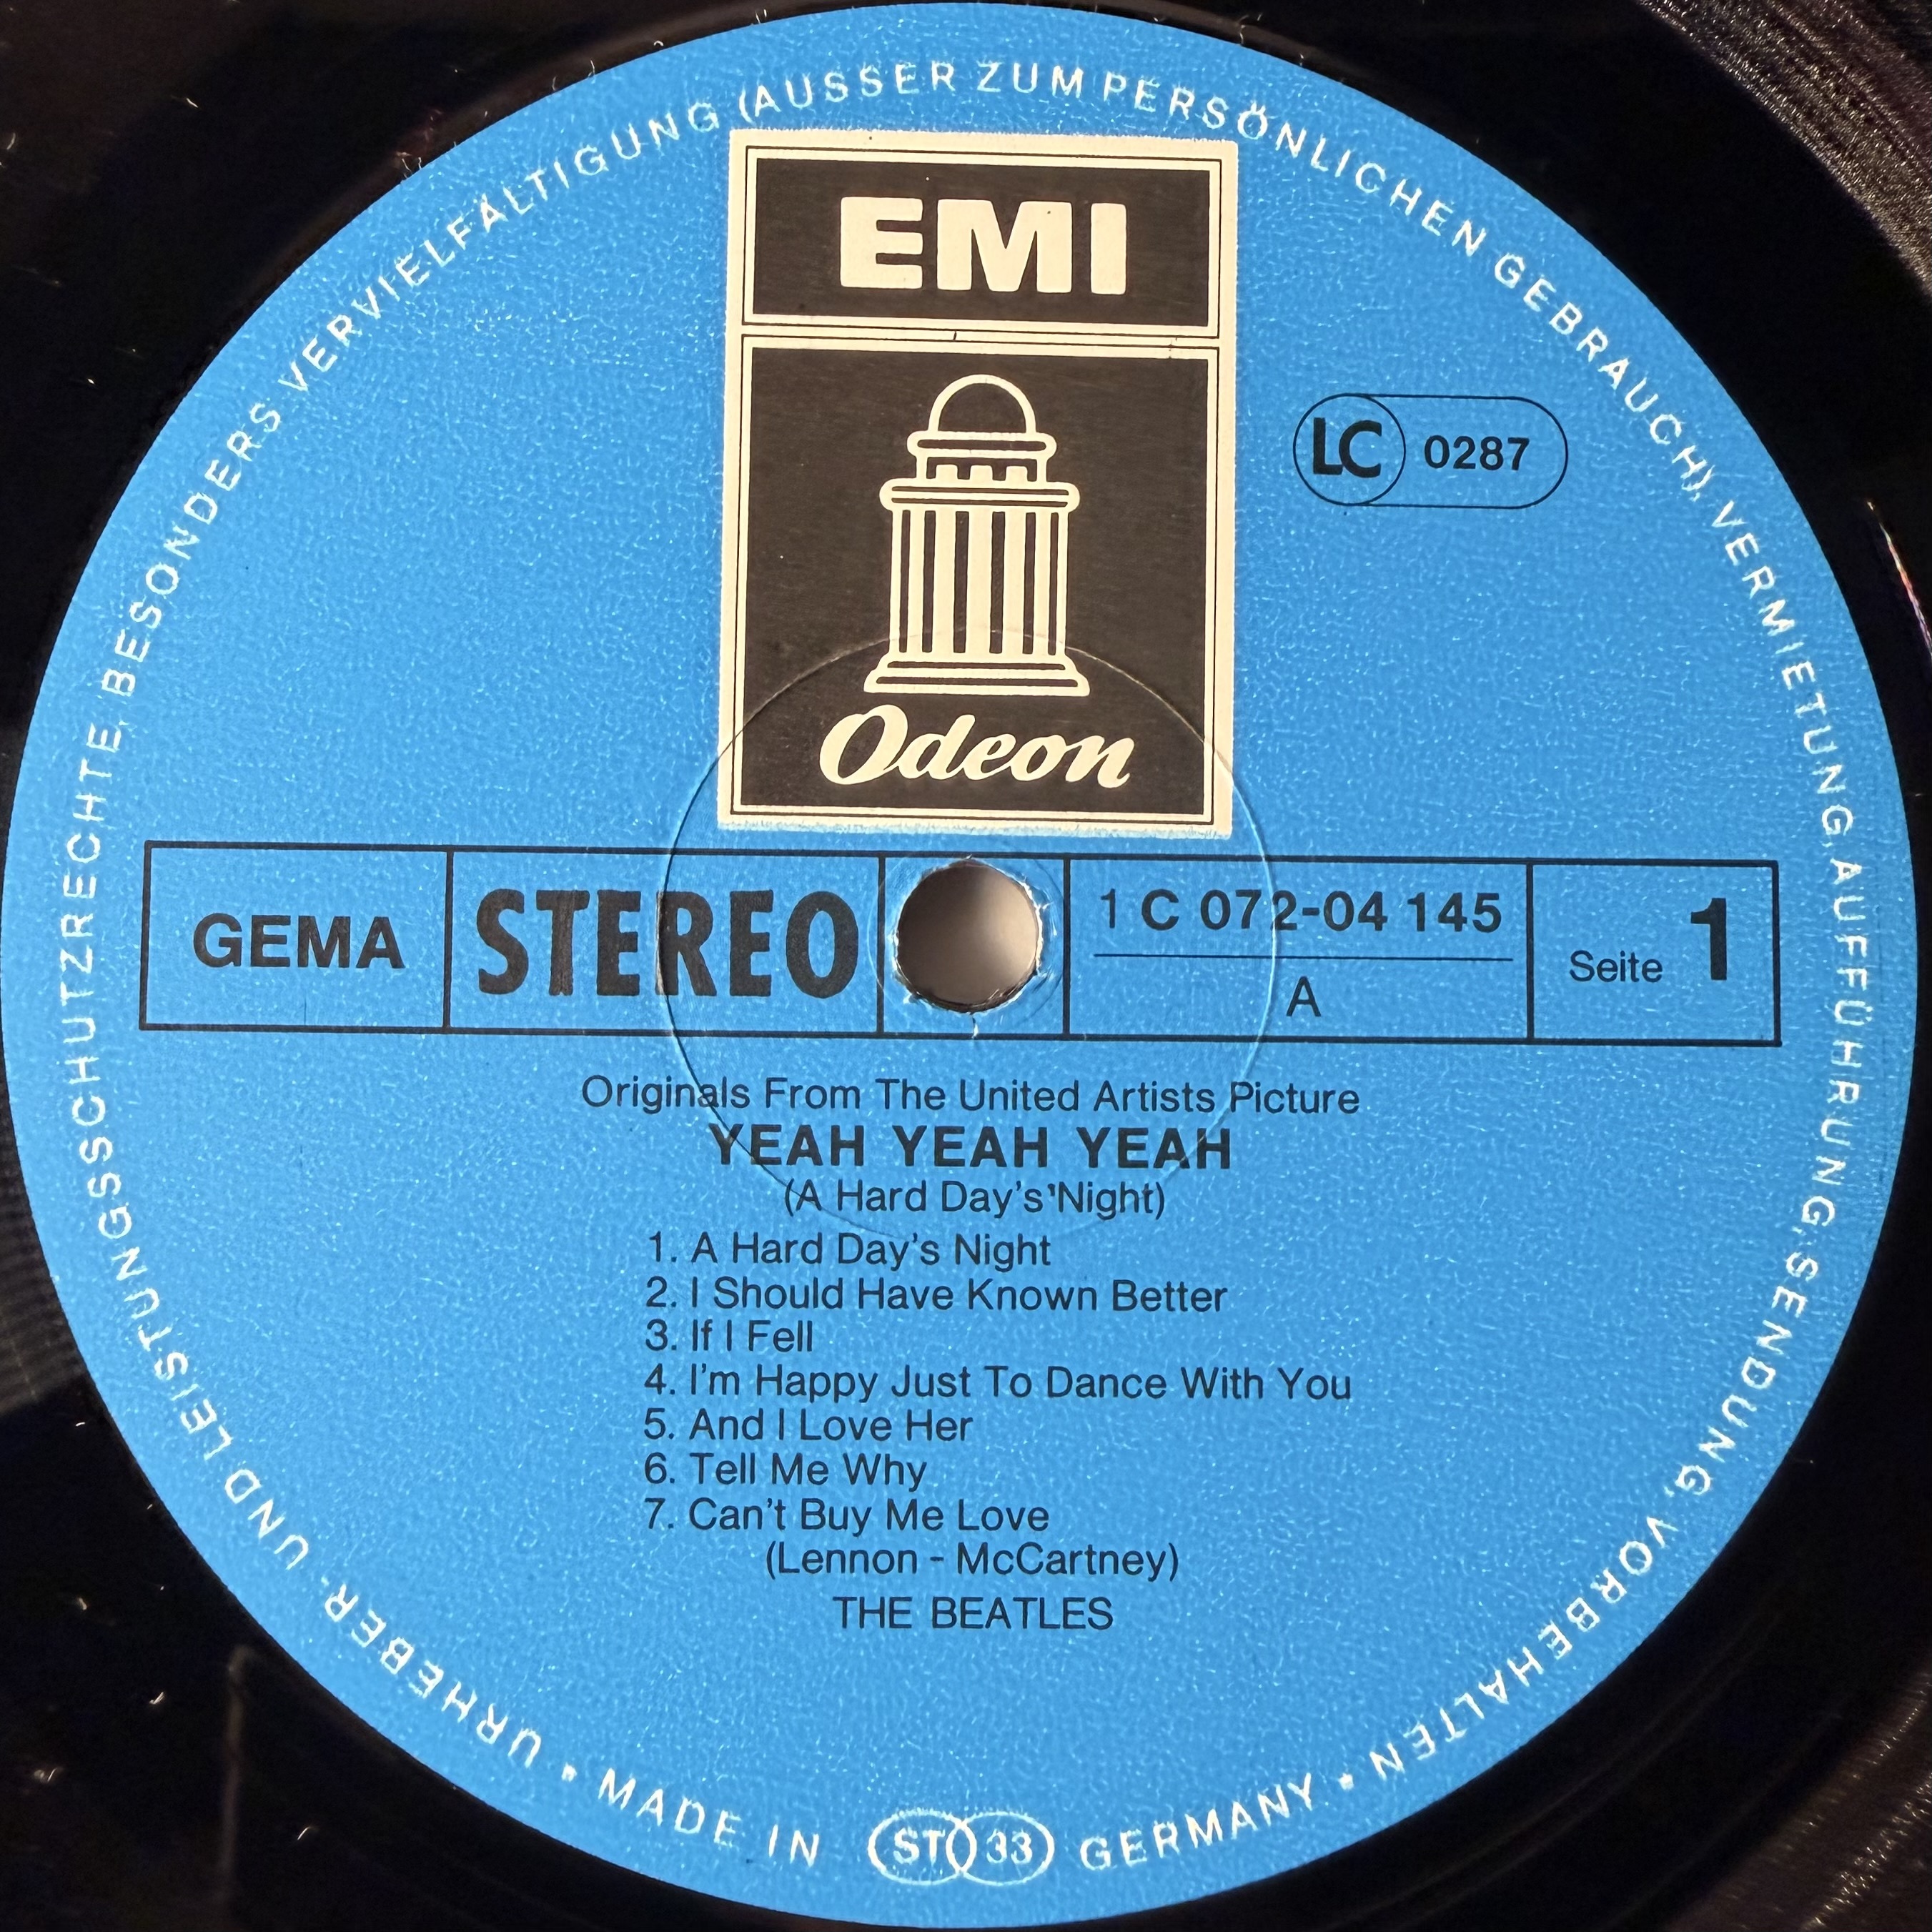 URHEBER- UND LEISTUNGSSCHUTZRECHTE, BESONDERS VERVIELFÄLTIGUNG (AUSSER ZUM PERSÖNLICHEN GEBRAUCH), VERMIETUNG, AUFFÜHRUNG, SENDUNG, VORBEHALTEN
EMI
Odeon
LC 0287
GEMA STEREO 1 C 072-04 145 Seite 1
A
Originals From The United Artists Picture
YEAH YEAH YEAH
(A Hard Day's'Night)
1. A Hard Day's Night
2. I Should Have Known Better
3. If I Fell
4. I'm Happy Just To Dance With You
5. And I Love Her
6. Tell Me Why
7. Can't Buy Me Love
(Lennon - McCartney)
THE BEATLES
• MADE IN ST 33 GERMANY •